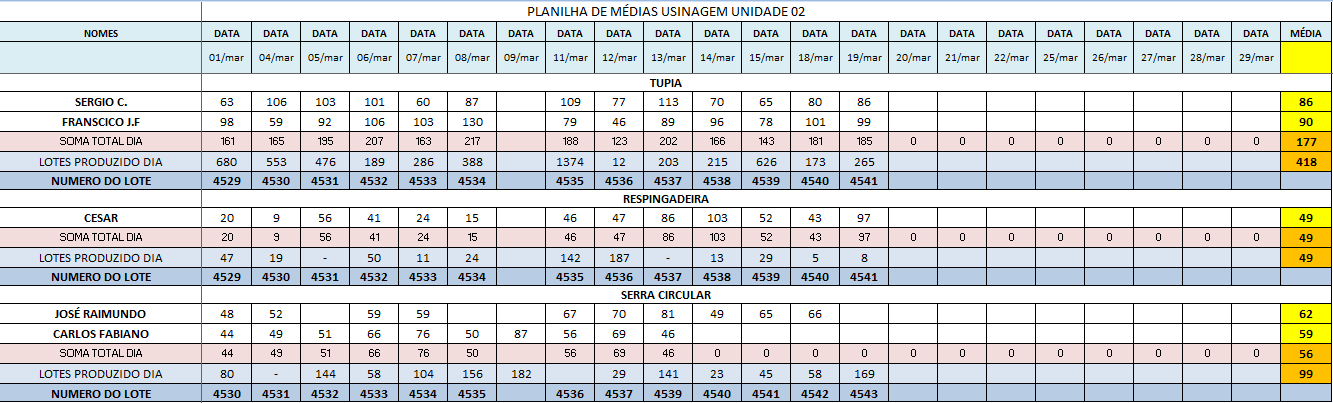 PLANILHA DE MÉDIAS USINAGEM UNIDADE 02
NOMES DATA DATA DATA DATA DATA DATA DATA DATA DATA DATA DATA DATA DATA DATA DATA DATA DATA DATA DATA DATA DATA DATA MÉDIA
01/mar 04/mar 05/mar 06/mar 07/mar 08/mar 09/mar 11/mar 12/mar 13/mar 14/mar 15/mar 18/mar 19/mar 20/mar 21/mar 22/mar 25/mar 26/mar 27/mar 28/mar 29/mar
TUPIA
SERGIO C. 63 106 103 101 60 87 109 77 113 70 65 80 86 86
FRANSCICO J.F 98 59 92 106 103 130 79 46 89 96 78 101 99 90
SOMA TOTAL DIA 161 165 195 207 163 217 188 123 202 166 143 181 185 0 0 0 0 0 0 0 0 177
LOTES PRODUZIDO DIA 680 553 476 189 286 388 1374 12 203 215 626 173 265 418
NUMERO DO LOTE 4529 4530 4531 4532 4533 4534 4535 4536 4537 4538 4539 4540 4541
RESPINGADEIRA
CESAR 20 9 56 41 24 15 46 47 86 103 52 43 97 49
SOMA TOTAL DIA 20 9 56 41 24 15 46 47 86 103 52 43 97 0 0 0 0 0 0 0 0 49
LOTES PRODUZIDO DIA 47 19 - 50 11 24 142 187 - 13 29 5 8 49
NUMERO DO LOTE 4529 4530 4531 4532 4533 4534 4535 4536 4537 4538 4539 4540 4541
SERRA CIRCULAR
JOSÉ RAIMUNDO 48 52 59 59 67 70 81 49 65 66 62
CARLOS FABIANO 44 49 51 66 76 50 87 56 69 46 59
SOMA TOTAL DIA 44 49 51 66 76 50 56 69 46 0 0 0 0 0 0 0 0 0 0 0 0 56
LOTES PRODUZIDO DIA 80 - 144 58 104 156 182 29 141 23 45 58 169 99
NUMERO DO LOTE 4530 4531 4532 4533 4534 4535 4536 4537 4539 4540 4541 4542 4543